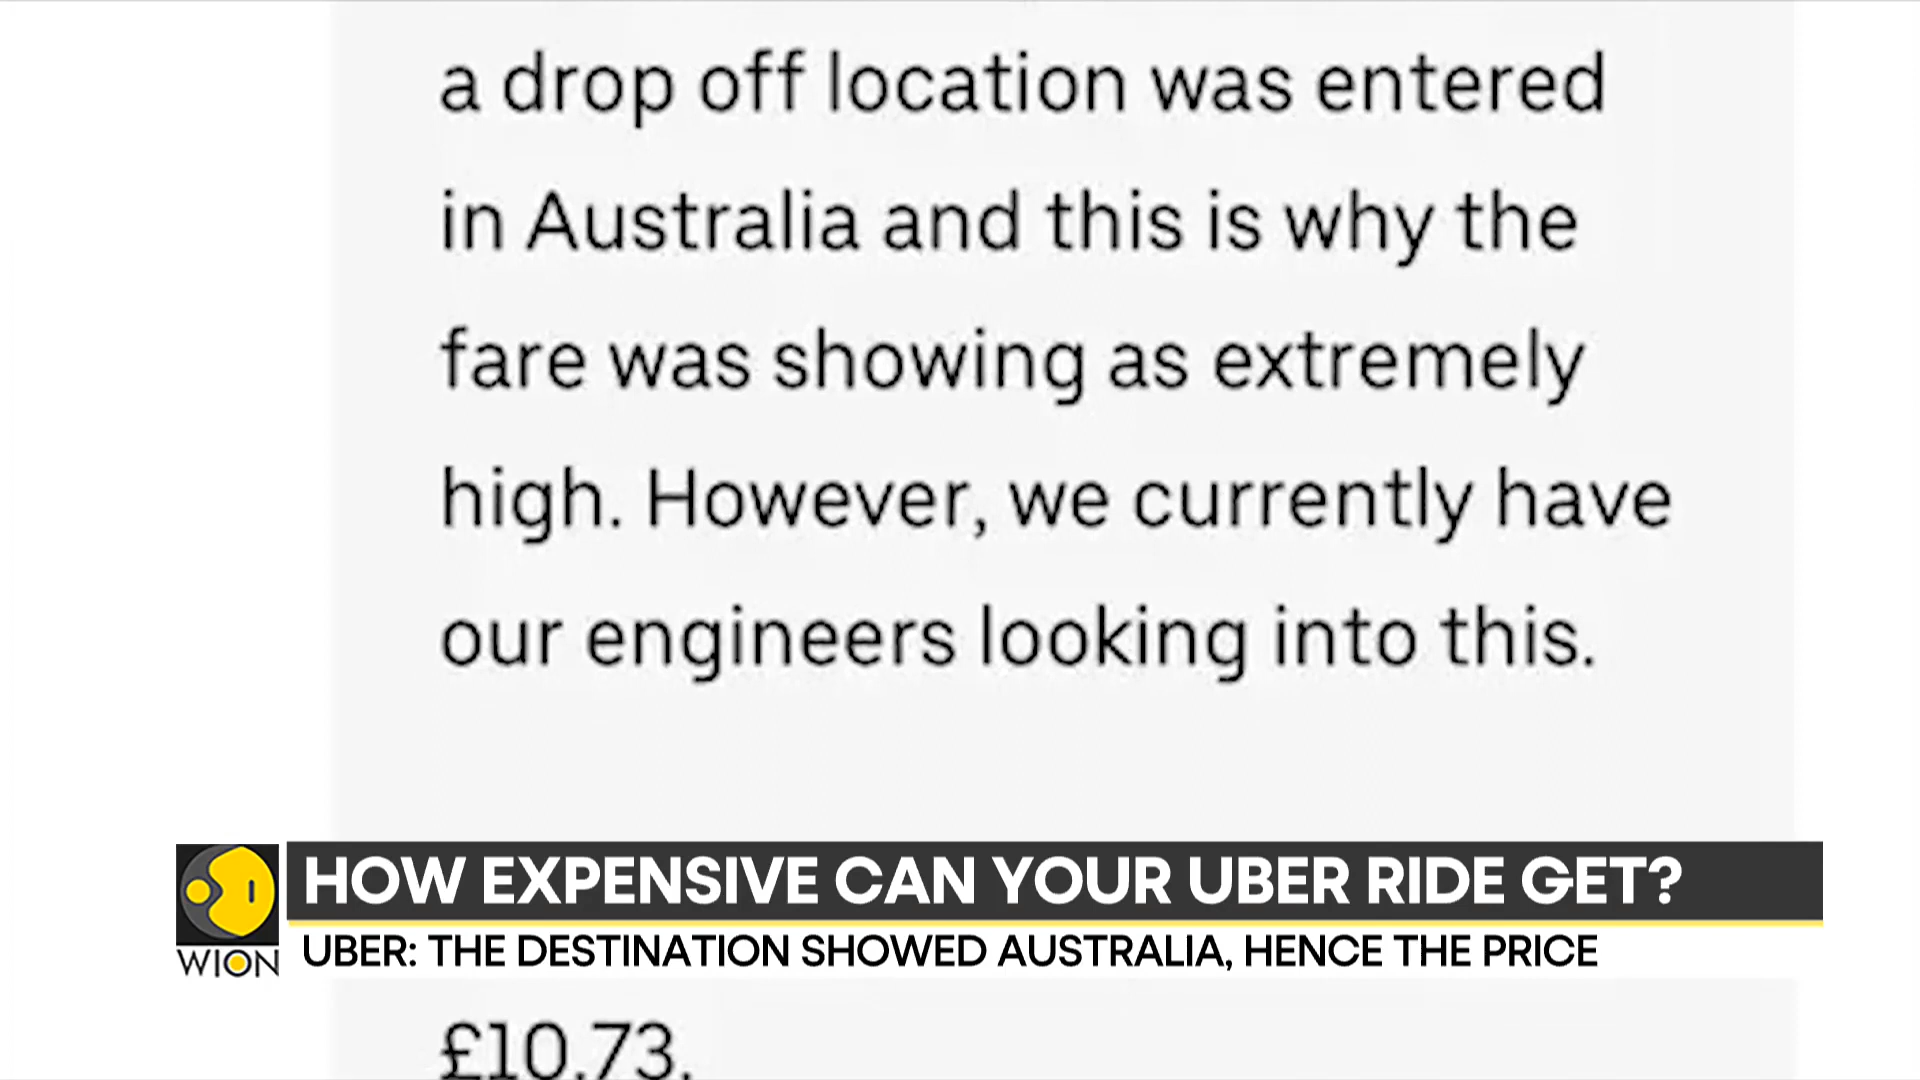 a drop off location was entered
in Australia and this is why the
fare was showing as extremely
high. However, we currently have
our engineers looking into this.
HOW EXPENSIVE CAN YOUR UBER RIDE GET?
UBER: THE DESTINATION SHOWED AUSTRALIA, HENCE THE PRICE
WION
£10.73.